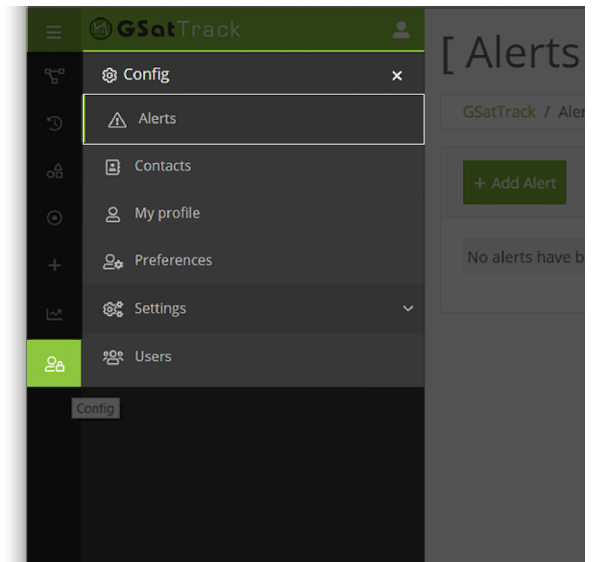 GSatTrack
[ Alerts
Config
Alerts
GSatTrack / Aler
Contacts
+ Add Alert
My profile
No alerts have b
Preferences
Settings
Users
Config